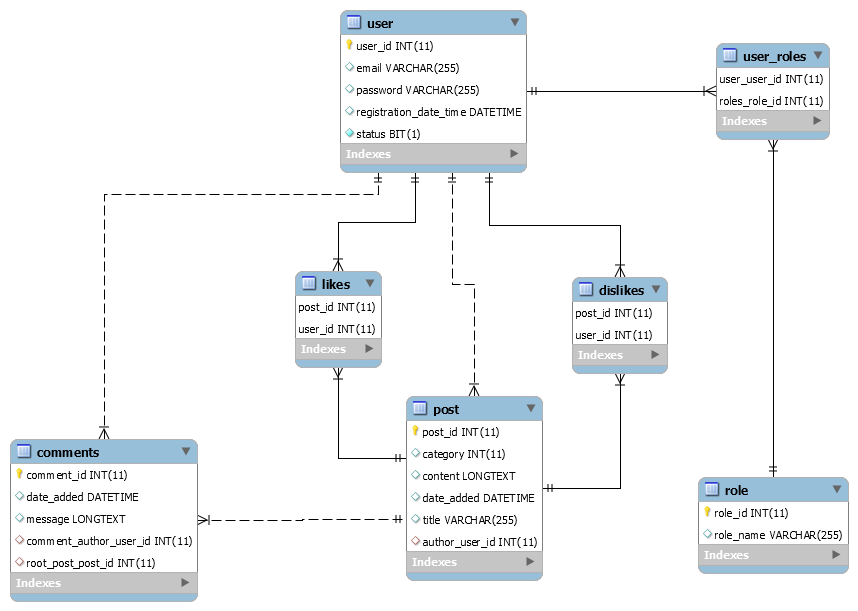 user
user_id INT(11)
email VARCHAR(255)
password VARCHAR(255)
registration_date_time DATETIME
status BIT(1)
Indexes
user_roles
user_user_id INT(11)
roles_role_id INT(11)
Indexes
likes
post_id INT(11)
user_id INT(11)
Indexes
dislikes
post_id INT(11)
user_id INT(11)
Indexes
post
post_id INT(11)
category INT(11)
content LONGTEXT
date_added DATETIME
title VARCHAR(255)
author_user_id INT(11)
Indexes
comments
comment_id INT(11)
date_added DATETIME
message LONGTEXT
comment_author_user_id INT(11)
root_post_post_id INT(11)
Indexes
role
role_id INT(11)
role_name VARCHAR(255)
Indexes